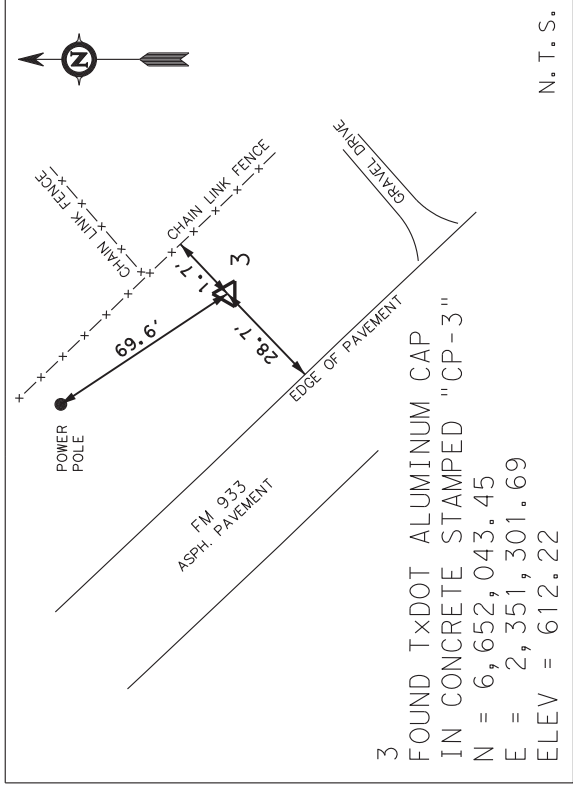 N
CHAIN LINK FENCE
CHAIN LINK FENCE
POWER
POLE
69.6'
1.7'
3
28.7'
GRAVEL DRIVE
EDGE OF PAVEMENT
FM 933
ASPH. PAVEMENT
3
FOUND TxDOT ALUMINUM CAP
IN CONCRETE STAMPED "CP-3"
N = 6,652,043.45
E = 2,351,301.69
ELEV = 612.22
N.T.S.